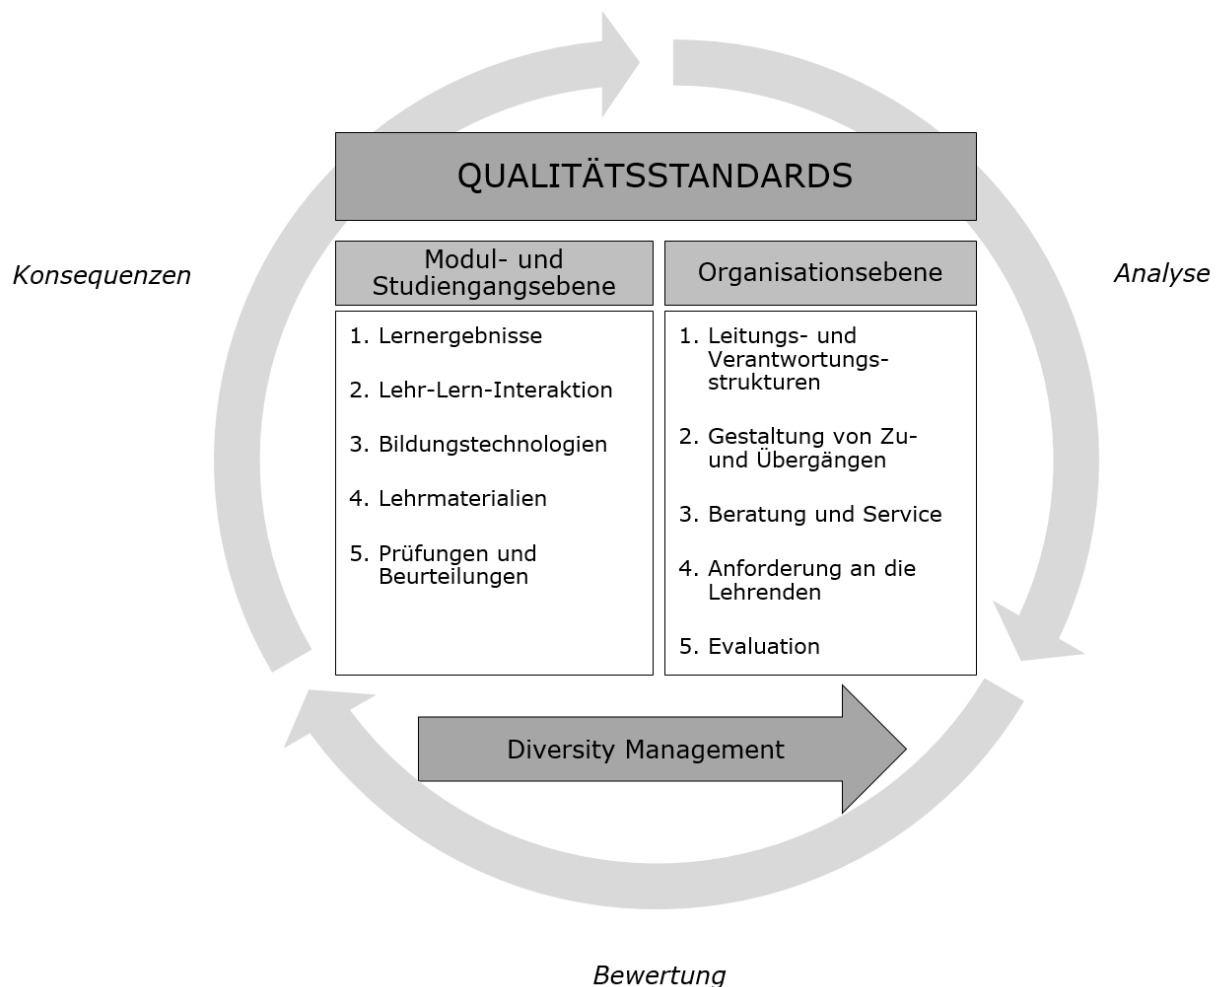 QUALITÄTSSTANDARDS
Konsequenzen
Analyse
Modul- und
Studiengangsebene
1. Lernergebnisse
2. Lehr-Lern-Interaktion
3. Bildungstechnologien
4. Lehrmaterialien
5. Prüfungen und
Beurteilungen
Organisationsebene
1. Leitungs- und
Verantwortungs-
strukturen
2. Gestaltung von Zu-
und Übergängen
3. Beratung und Service
4. Anforderung an die
Lehrenden
5. Evaluation
Diversity Management
Bewertung